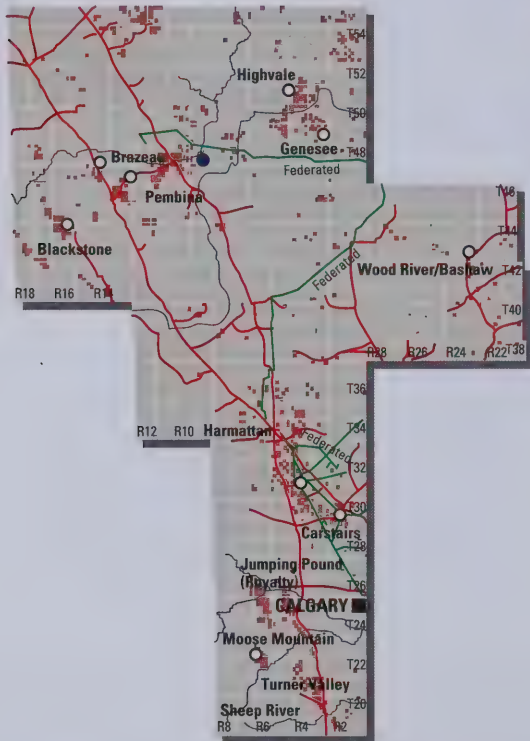 T54
Highvale
T52
T50
Genesee
T48
Brazeau
Federated
Pembina
T46
T44
Blackstone
Federated
Wood River/Bashaw
T42
R18 R16 R14
T40
R28 R26 R24 R22
T38
T36
Harmattan
T34
R12 R10
Federated
T32
T30
Carstairs
T28
Jumping Pound
(Royalty)
T26
CALGARY
T24
Moose Mountain
T22
Turner Valley
T20
Sheep River
R8 R6 R4 R2